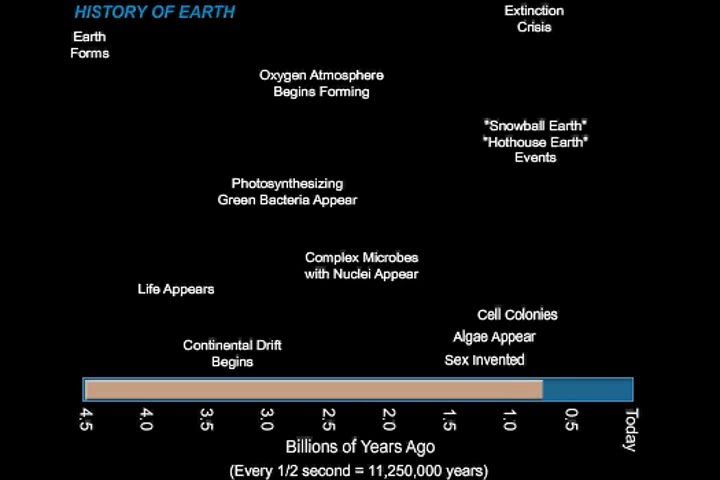 HISTORY OF EARTH
Extinction
Crisis
Earth
Forms
Oxygen Atmosphere
Begins Forming
"Snowball Earth"
"Hothouse Earth"
Events
Photosynthesizing
Green Bacteria Appear
Complex Microbes
with Nuclei Appear
Life Appears
Cell Colonies
Algae Appear
Continental Drift
Begins
Sex Invented
4.5 4.0 3.5 3.0 2.5 2.0 1.5 1.0 0.5 Today
Billions of Years Ago
(Every 1/2 second = 11,250,000 years)